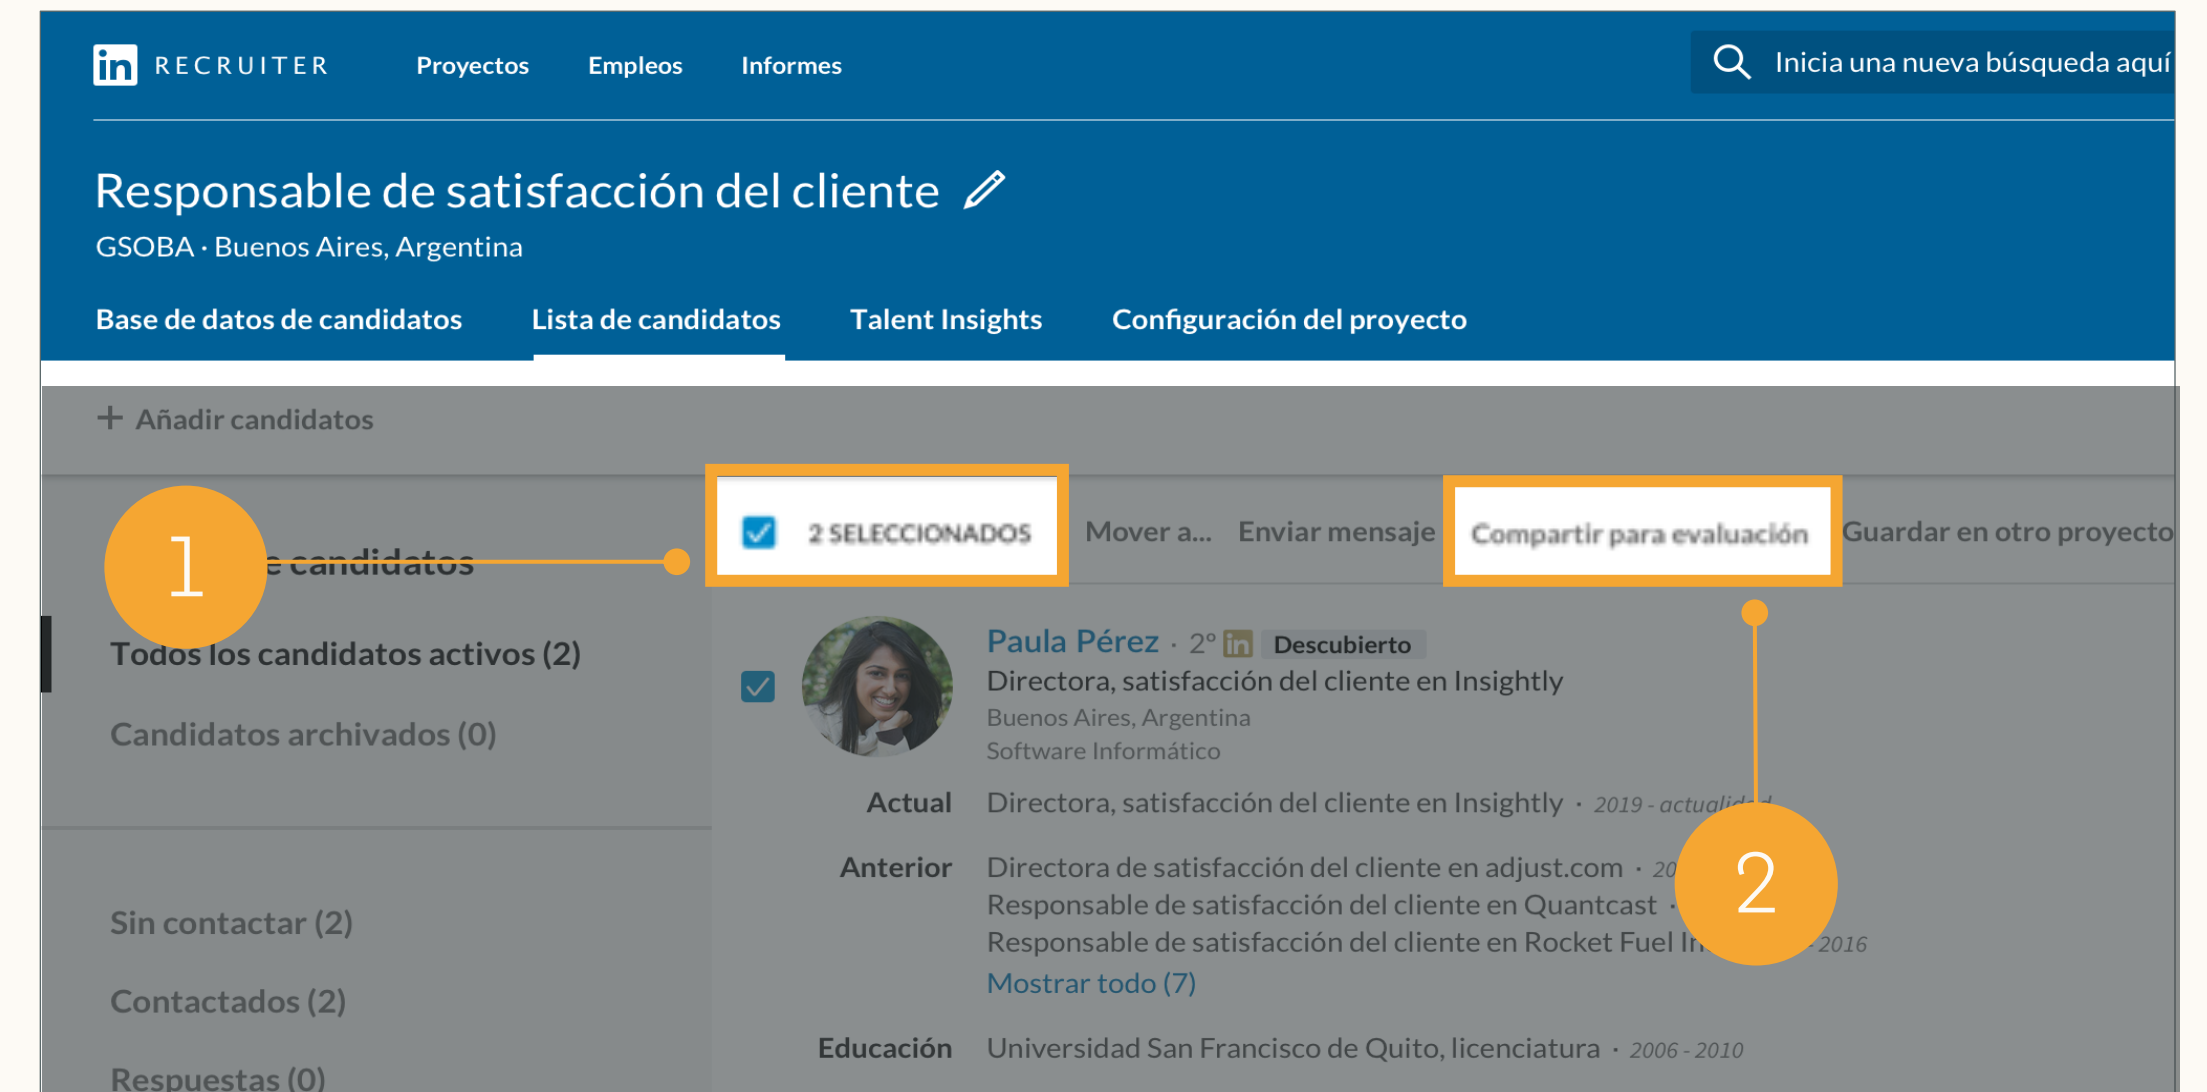 in RECRUITER Proyectos Empleos Informes Inicia una nueva búsqueda aquí
Responsable de satisfacción del cliente
GSOBA · Buenos Aires, Argentina
Base de datos de candidatos Lista de candidatos Talent Insights Configuración del proyecto
+ Añadir candidatos
2 SELECCIONADOS Mover a... Enviar mensaje Compartir para evaluación Guardar en otro proyecto
1
e candidatos
Todos los candidatos activos (2)
Candidatos archivados (0)
Sin contactar (2)
Contactados (2)
Respuestas (0)
Paula Pérez · 2° in Descubierto
Directora, satisfacción del cliente en Insightly
Buenos Aires, Argentina
Software Informático
Actual Directora, satisfacción del cliente en Insightly · 2019 - actualidad
Anterior Directora de satisfacción del cliente en adjust.com · 20
Responsable de satisfacción del cliente en Quantcast ·
Responsable de satisfacción del cliente en Rocket Fuel In - 2016
2
Mostrar todo (7)
Educación Universidad San Francisco de Quito, licenciatura · 2006 - 2010